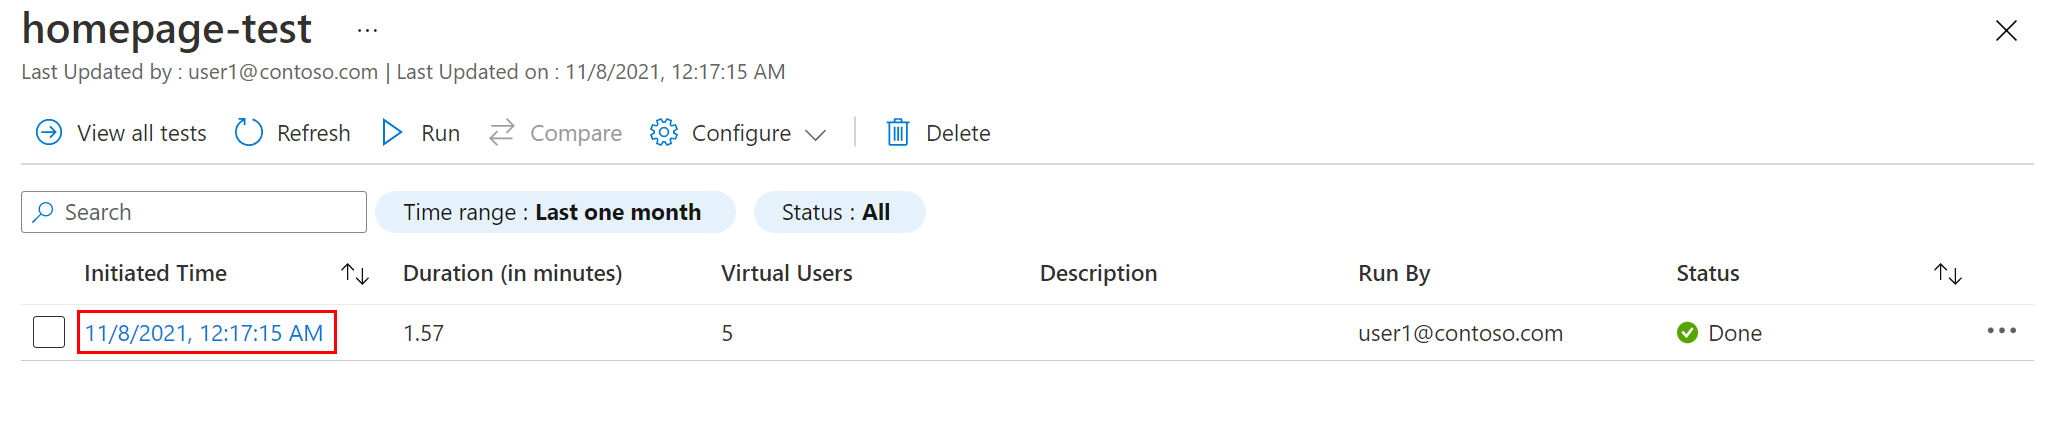 homepage-test ...
Last Updated by : user1@contoso.com | Last Updated on : 11/8/2021, 12:17:15 AM
View all tests Refresh Run Compare Configure Delete
Search Time range : Last one month Status : All
Initiated Time Duration (in minutes) Virtual Users Description Run By Status
11/8/2021, 12:17:15 AM 1.57 5 user1@contoso.com Done